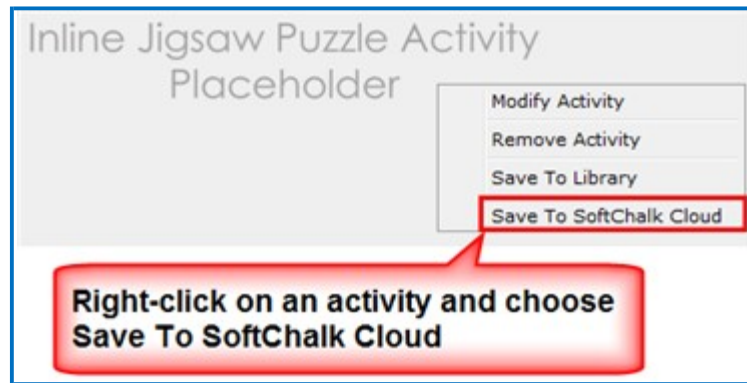 Inline Jigsaw Puzzle Activity
Placeholder
Modify Activity
Remove Activity
Save To Library
Save To SoftChalk Cloud
Right-click on an activity and choose
Save To SoftChalk Cloud